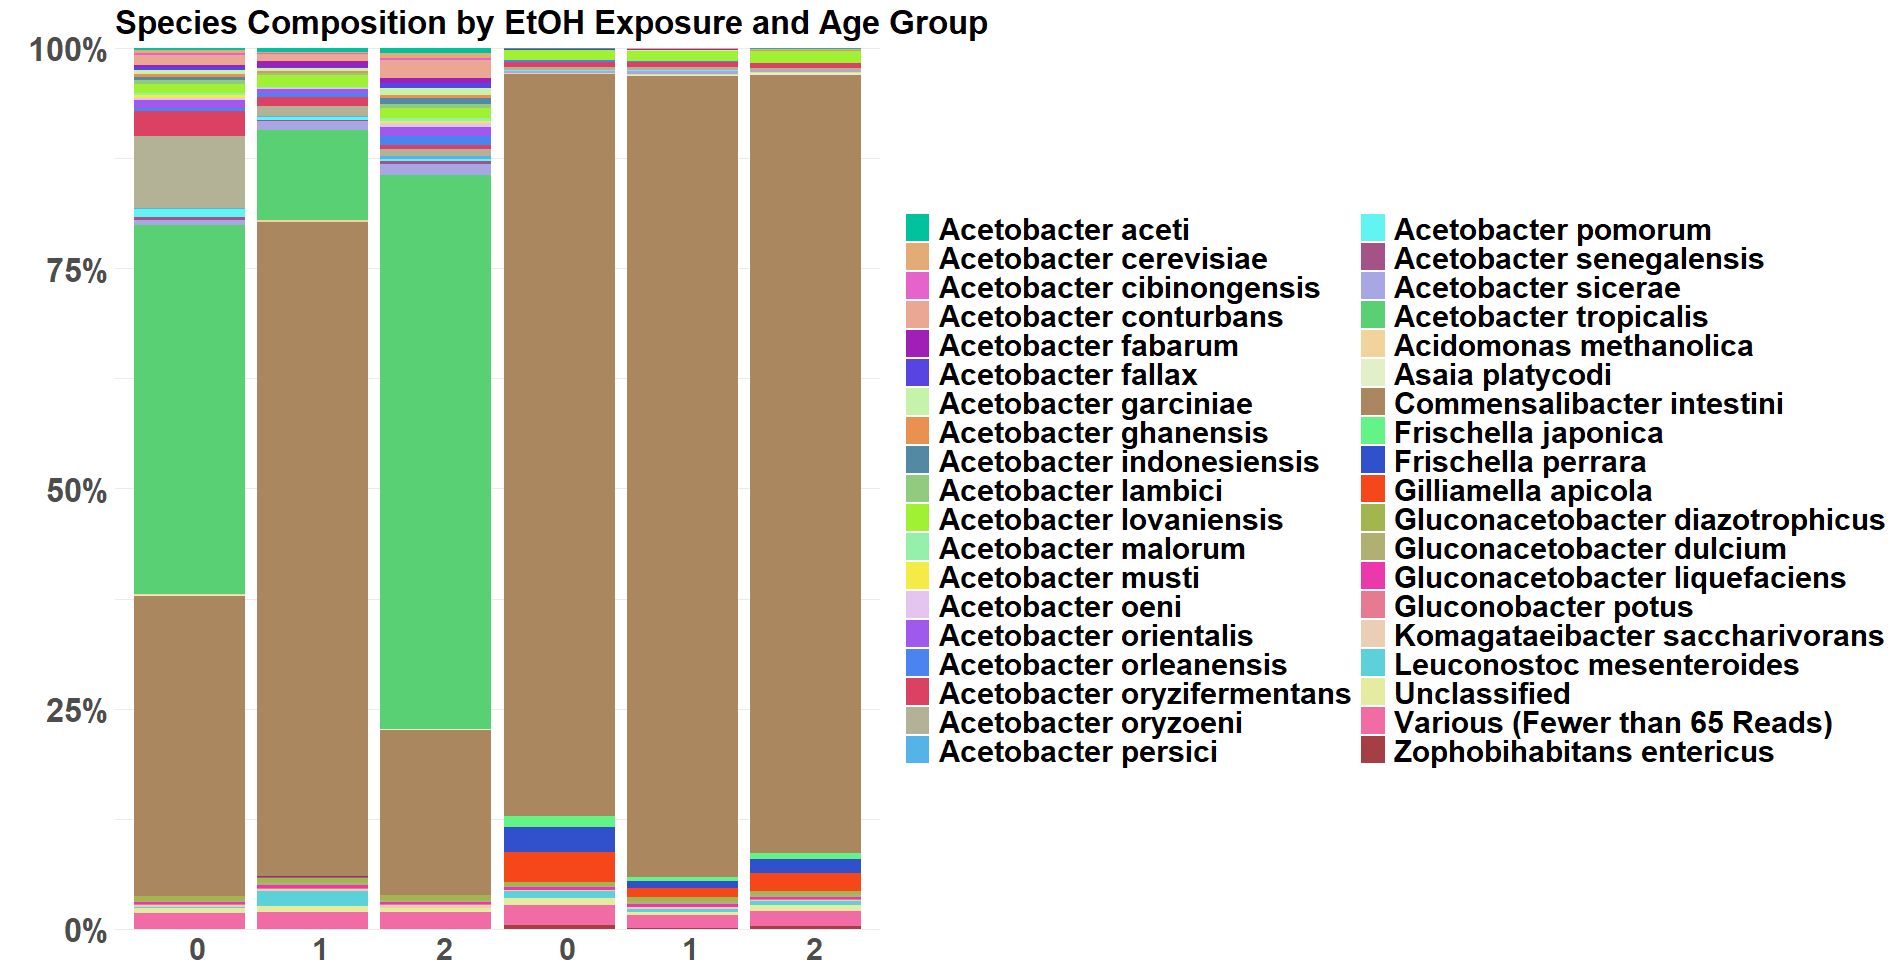 Species Composition by EtOH Exposure and Age Group
100%
75%
50%
25%
0%
0 1 2 0 1 2
Acetobacter aceti
Acetobacter cerevisiae
Acetobacter cibinongensis
Acetobacter conturbans
Acetobacter fabarum
Acetobacter fallax
Acetobacter garciniae
Acetobacter ghanensis
Acetobacter indonesiensis
Acetobacter lambici
Acetobacter lovaniensis
Acetobacter malorum
Acetobacter musti
Acetobacter oeni
Acetobacter orientalis
Acetobacter orleanensis
Acetobacter oryzifermentans
Acetobacter oryzoeni
Acetobacter persici
Acetobacter pomorum
Acetobacter senegalensis
Acetobacter sicerae
Acetobacter tropicalis
Acidomonas methanolica
Asaia platycodi
Commensalibacter intestini
Frischella japonica
Frischella perrara
Gilliamella apicola
Gluconacetobacter diazotrophicus
Gluconacetobacter dulcium
Gluconacetobacter liquefaciens
Gluconobacter potus
Komagataeibacter saccharivorans
Leuconostoc mesenteroides
Unclassified
Various (Fewer than 65 Reads)
Zophobihabitans entericus